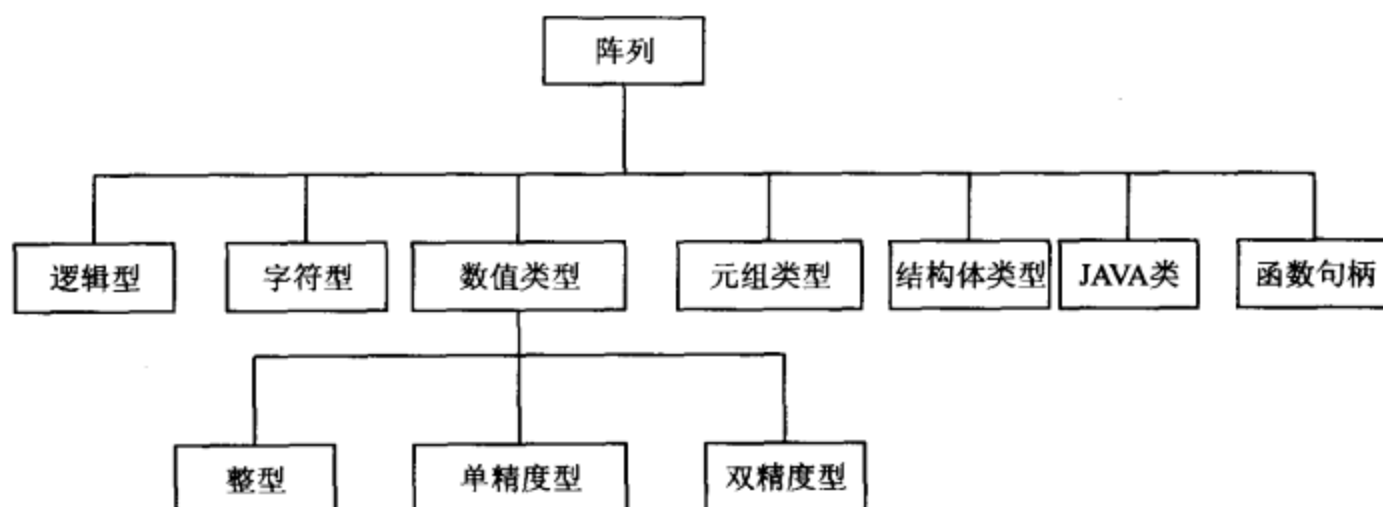 阵列
逻辑型
字符型
数值类型
元组类型
结构体类型
JAVA类
函数句柄
整型
单精度型
双精度型